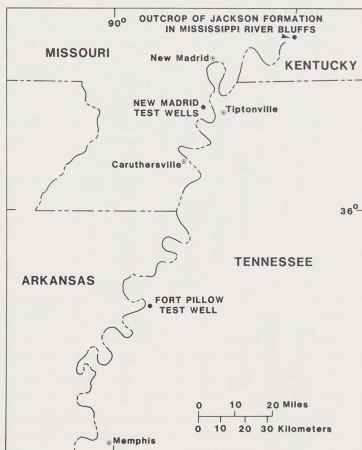 90°
OUTCROP OF JACKSON FORMATION
IN MISSISSIPPI RIVER BLUFFS
MISSOURI
New Madrid
KENTUCKY
NEW MADRID
TEST WELLS
Tiptonville
Caruthersville
36°
TENNESSEE
ARKANSAS
FORT PILLOW
TEST WELL
0 10 20 Miles
0 10 20 30 Kilometers
Memphis